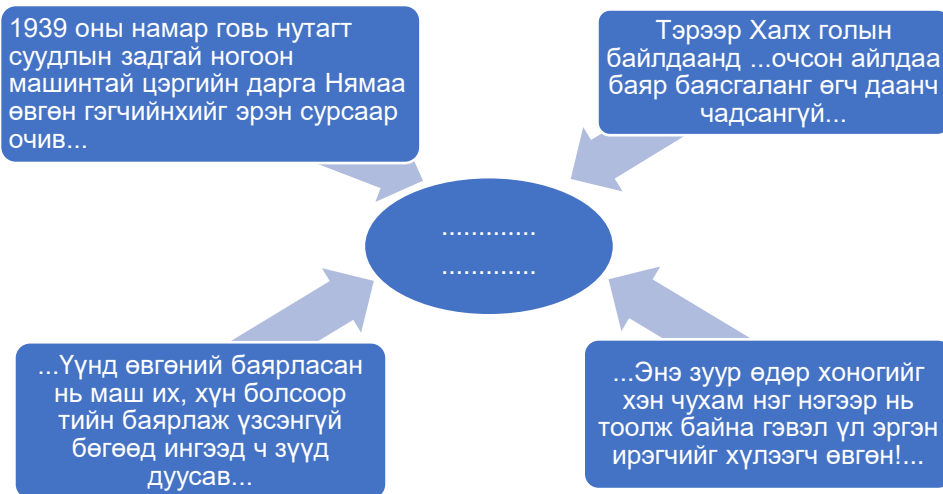 1939 оны намар говь нутагт
суудлын задгай ногоон
машинтай цэргийн дарга Нямаа
өвгөн гэгчийнхийг эрэн сурсаар
очив...
Тэрээр Халх голын
байлдаанд ...очсон айлдаа
баяр баясгаланг өгч даанч
чадсангүй...
.............
.............
...Үүнд өвгөний баярласан
нь маш их, хүн болсоор
тийн баярлаж үзсэнгүй
бөгөөд ингээд ч зүүд
дуусав...
...Энэ зуур өдөр хоногийг
хэн чухам нэг нэгээр нь
тоолж байна гэвэл үл эргэн
ирэгчийг хүлээгч өвгөн!...